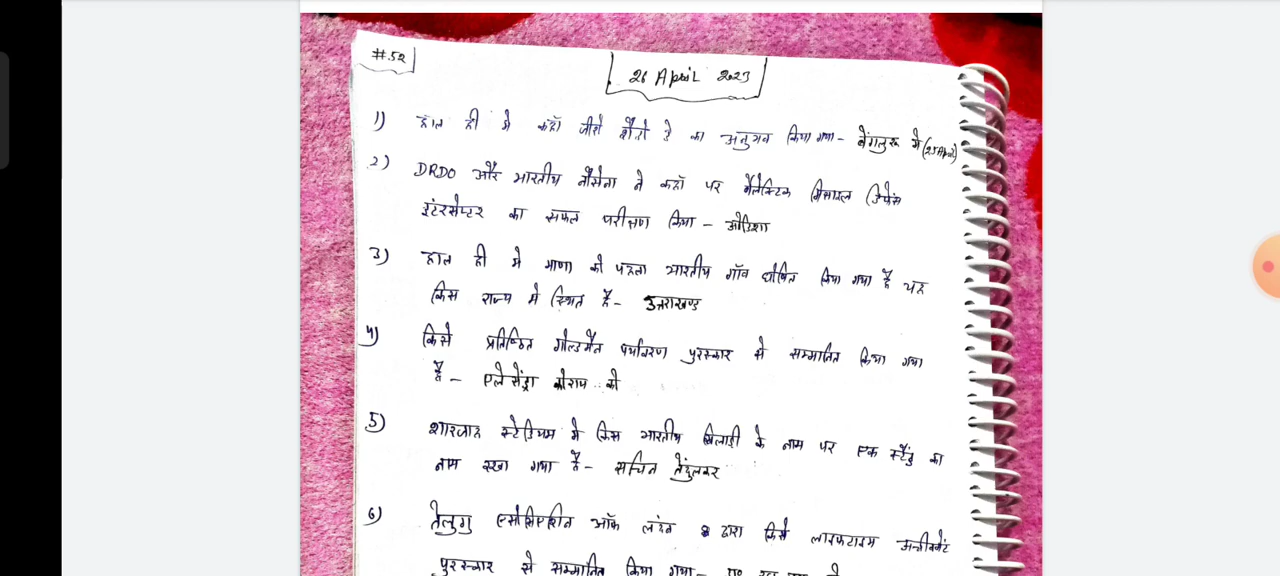 #.52
26 April 2023
1) हाल ही मे कहाँ जीरो शैडो डे का अनुभव किया गया - बेंगलुरू मे (25 April)
2) DRDO और भारतीय नौसेना ने कहाँ पर बैलेस्टिक मिसाइल डिफेंस
इंटरसेप्टर का सफल परीक्षण किया - ओडिशा
3) हाल ही मे माणा को पहला भारतीय गाँव घोषित किया गया है यह
किस राज्य मे स्थित है - उत्तराखण्ड
4) किसे प्रतिष्ठित गोल्डमैन पर्यावरण पुरस्कार से सम्मानित किया गया
है - एलेसेंड्रा कोराप को
5) शारजाह स्टेडियम मे किस भारतीय खिलाड़ी के नाम पर एक स्टैंड का
नाम रखा गया है - सचिन तेंदुलकर
6) तेलुगु एसोसिएशन ऑफ लंदन द्वारा किसे लाइफटाइम अचीवमेंट
पुरस्कार से सम्मानित किया गया -